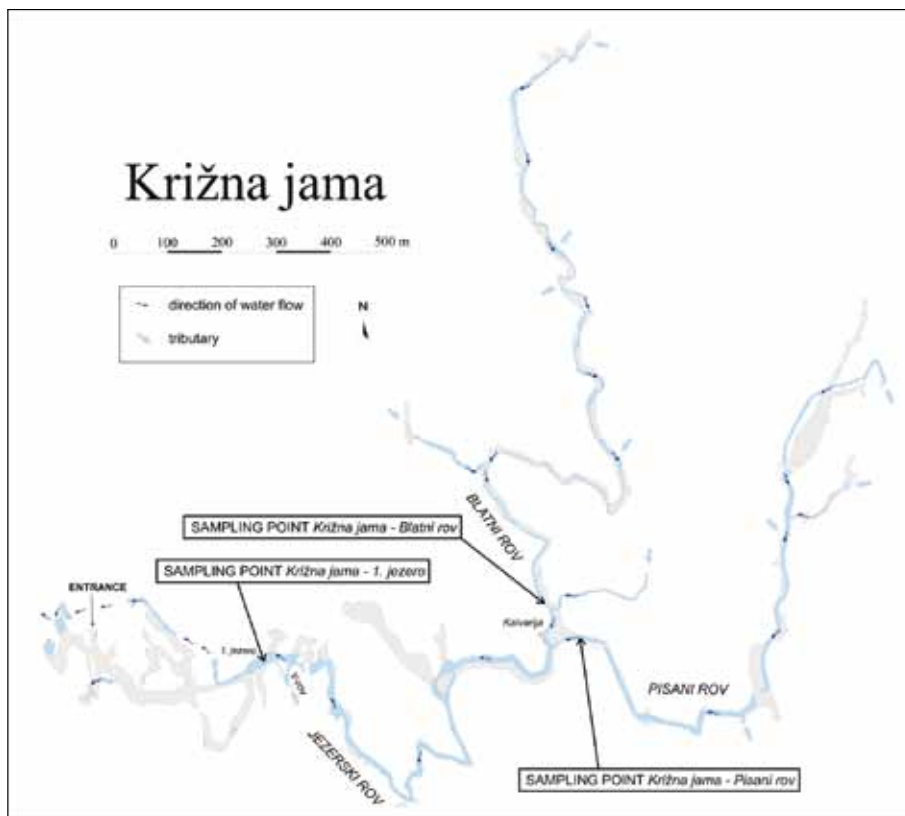 Križna jama
0 100 200 300 400 500 m
direction of water flow
tributary
N
BLATNI ROV
SAMPLING POINT Križna jama - Blatni rov
SAMPLING POINT Križna jama - 1. jezero
ENTRANCE
Kalvarija
1. jezero
PISANI ROV
JEZERSKI ROV
SAMPLING POINT Križna jama - Pisani rov